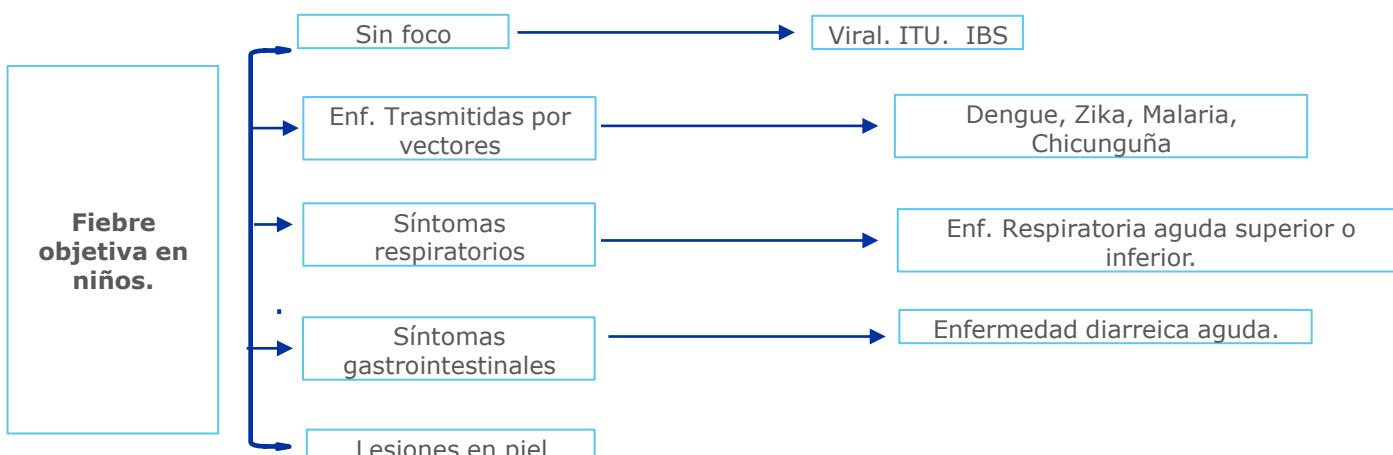 Sin foco
Viral. ITU.  IBS
Enf. Trasmitidas por
vectores
Dengue, Zika, Malaria,
Chicunguña
Fiebre
objetiva en
niños.
Síntomas
respiratorios
Enf. Respiratoria aguda superior o
inferior.
.
Síntomas
gastrointestinales
Enfermedad diarreica aguda.
Lesiones en piel